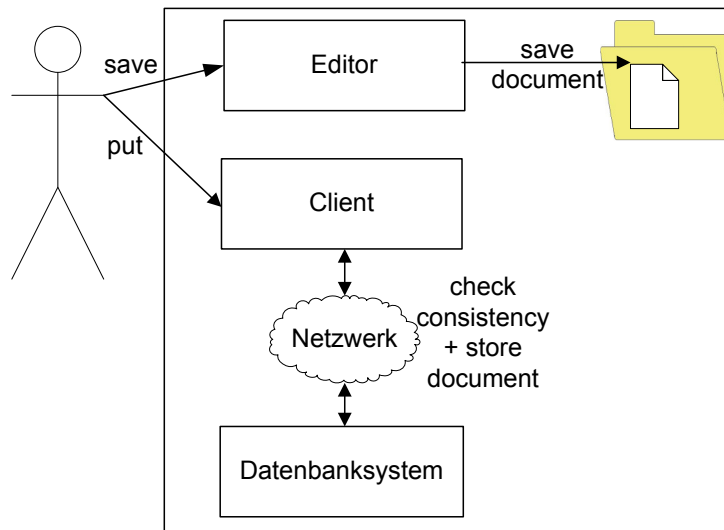 save
Editor
save
document
put
Client
Netzwerk
check
consistency
+ store
document
Datenbanksystem